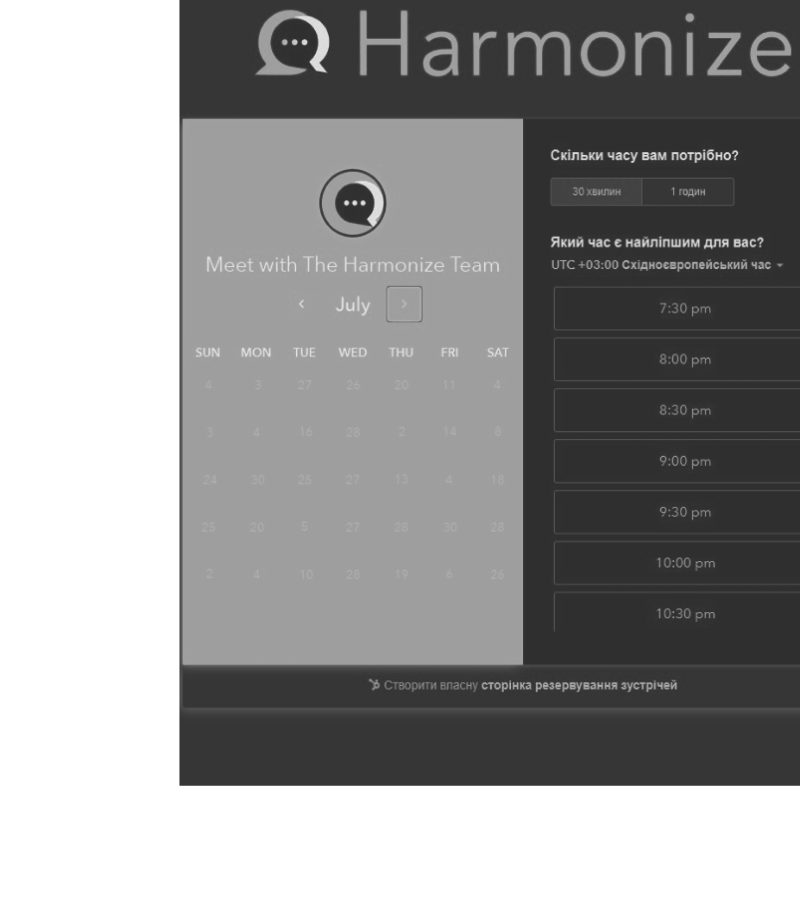 Harmonize
Meet with The Harmonize Team
July
SUN MON TUE WED THU FRI SAT
4 3 27 26 20 11 4
3 4 16 28 2 14 8
24 30 25 27 13 4 18
25 20 5 27 28 30 28
2 4 10 28 19 6 26
Скільки часу вам потрібно?
30 хвилин 1 годин
Який час є найліпшим для вас?
UTC +03:00 Східноєвропейський час
7:30 pm
8:00 pm
8:30 pm
9:00 pm
9:30 pm
10:00 pm
10:30 pm
Створити власну сторінка резервування зустрічей